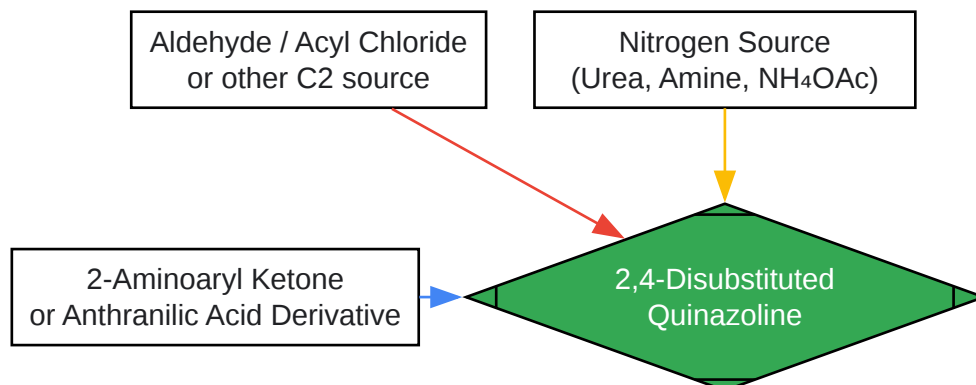 Aldehyde / Acyl Chloride
or other C2 source
Nitrogen Source
(Urea, Amine, NH₄OAc)
2-Aminoaryl Ketone
or Anthranilic Acid Derivative
2,4-Disubstituted
Quinazoline